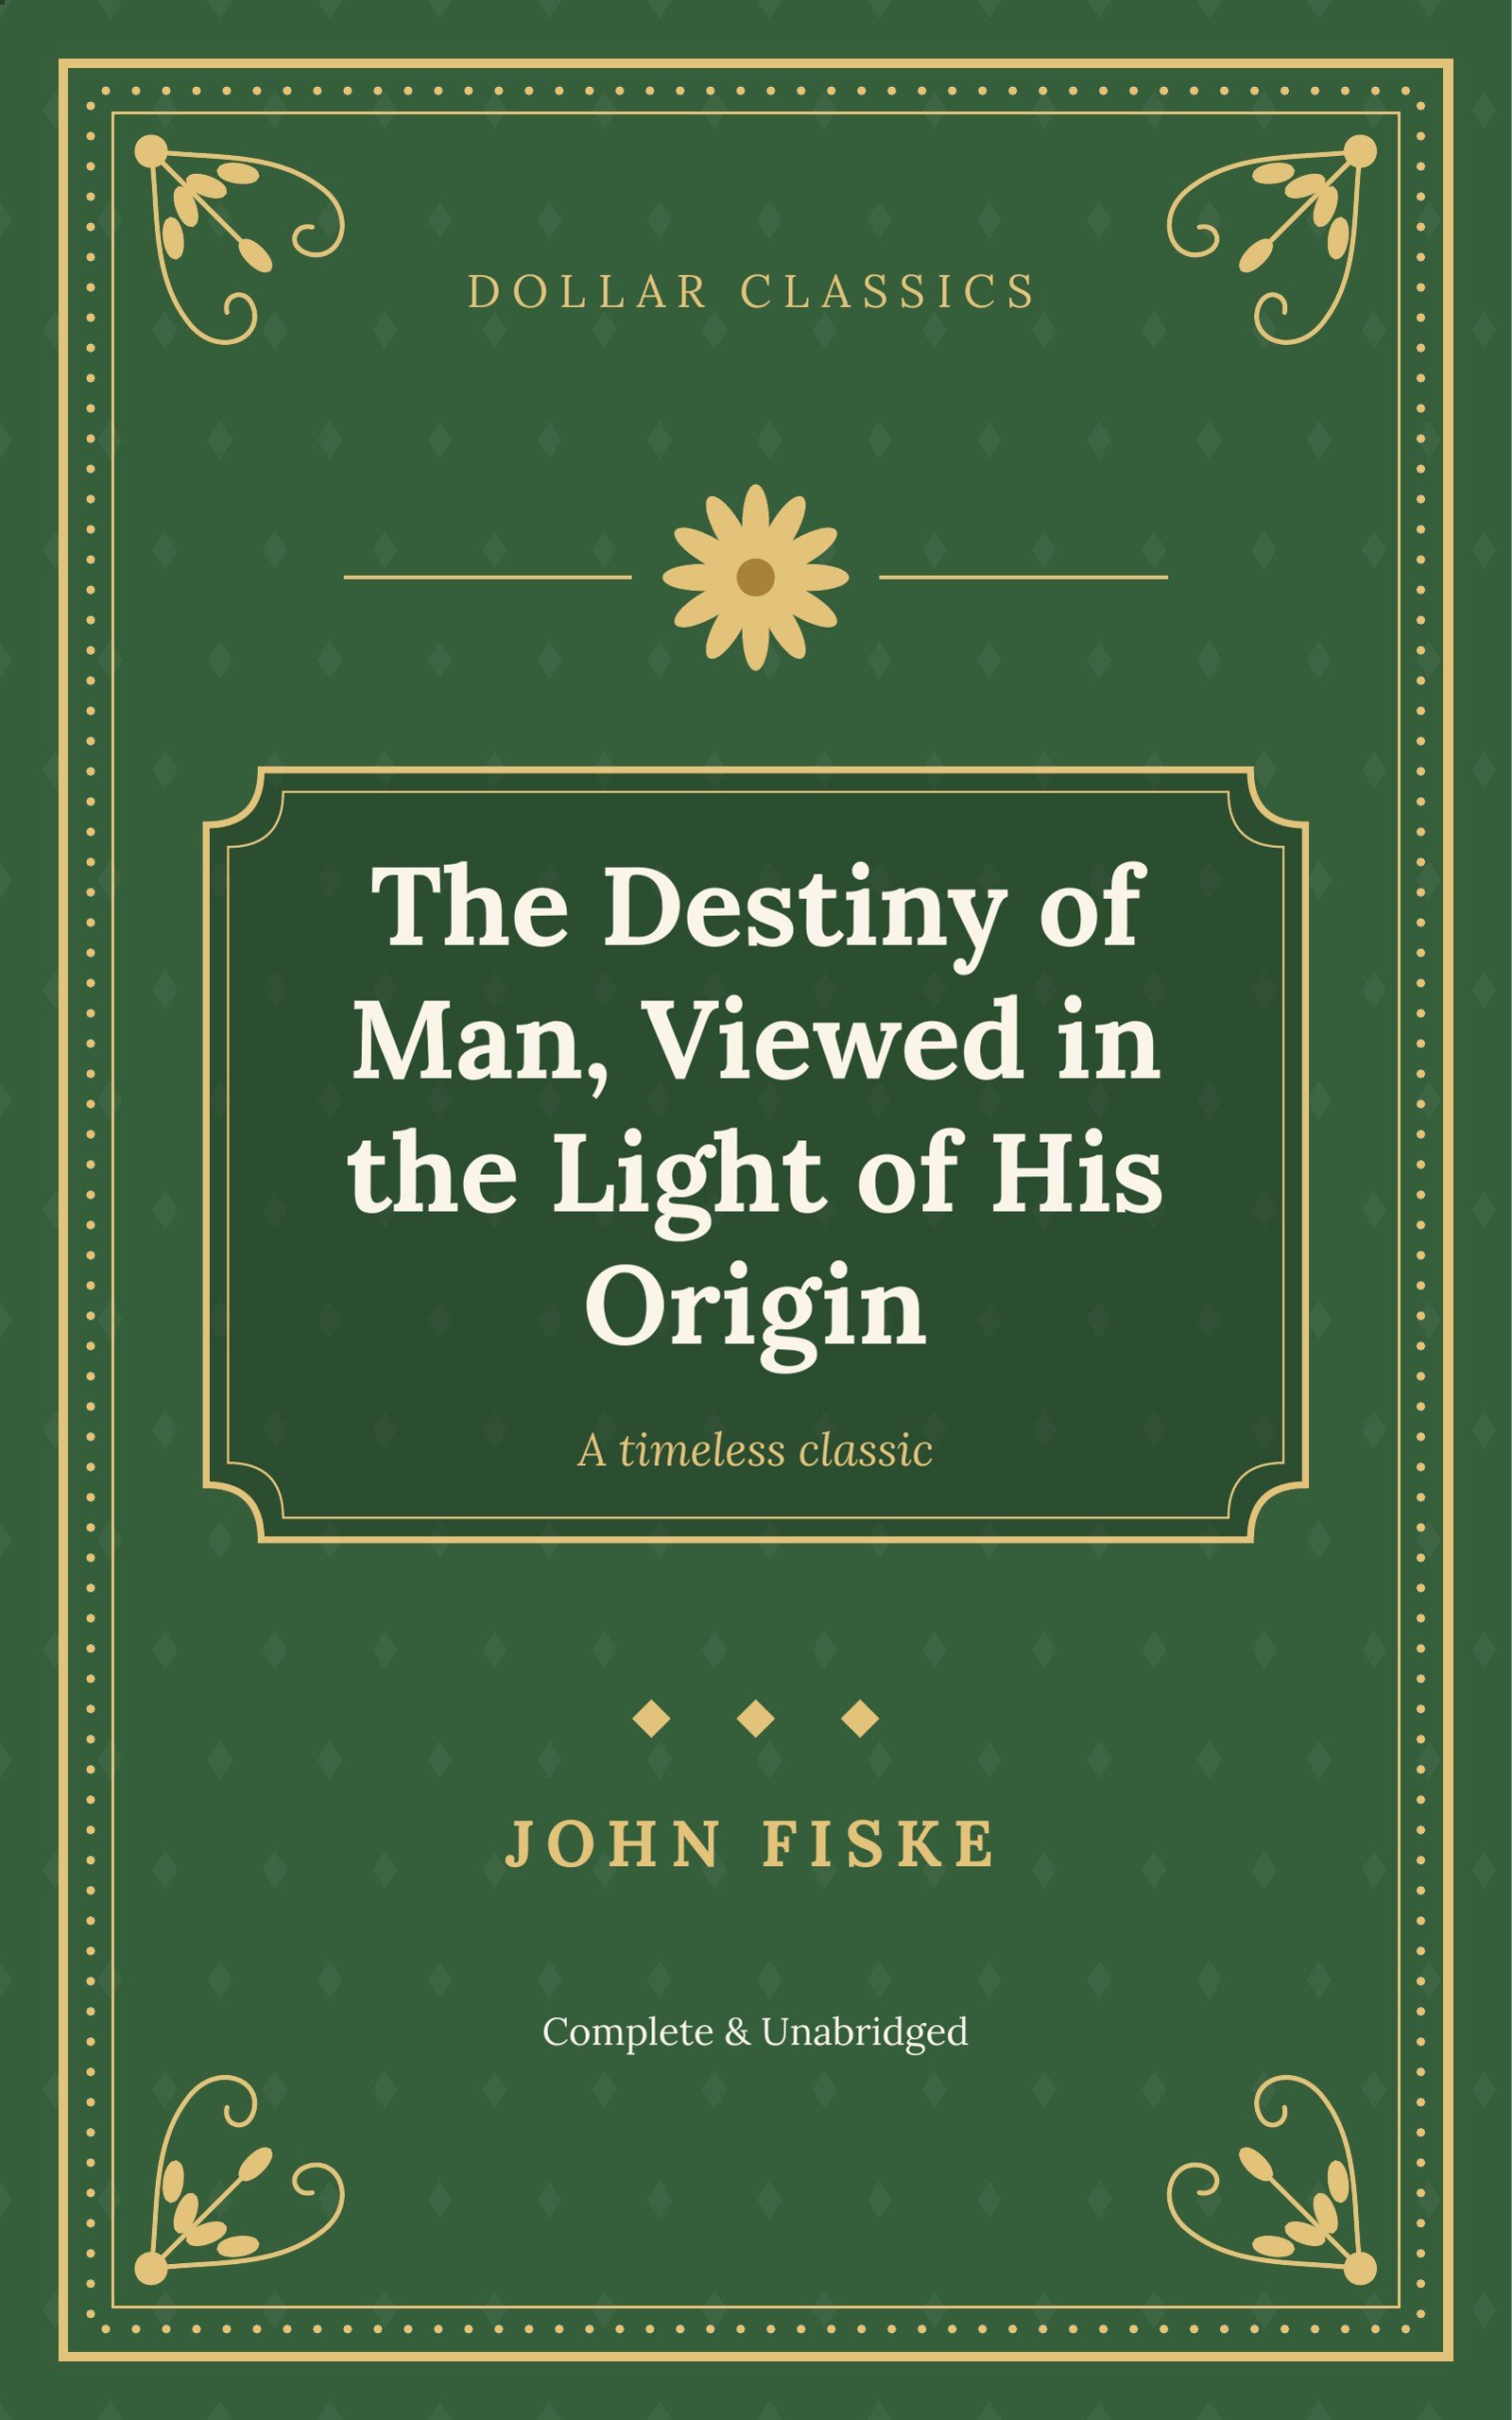 DOLLAR CLASSICS
The Destiny of
Man, Viewed in
the Light of His
Origin
A timeless classic
JOHN FISKE
Complete & Unabridged